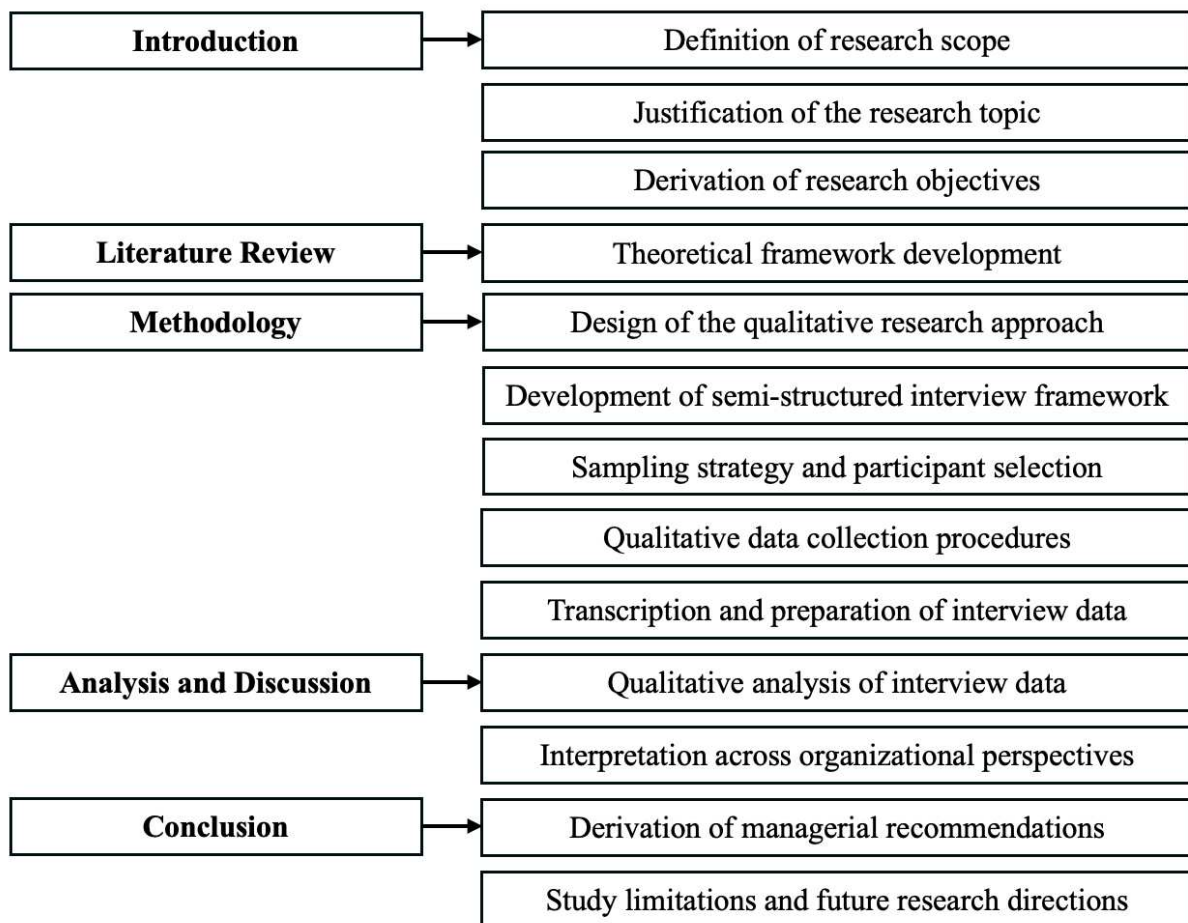 Introduction
Definition of research scope
Justification of the research topic
Derivation of research objectives
Literature Review
Theoretical framework development
Methodology
Design of the qualitative research approach
Development of semi-structured interview framework
Sampling strategy and participant selection
Qualitative data collection procedures
Transcription and preparation of interview data
Analysis and Discussion
Qualitative analysis of interview data
Interpretation across organizational perspectives
Conclusion
Derivation of managerial recommendations
Study limitations and future research directions